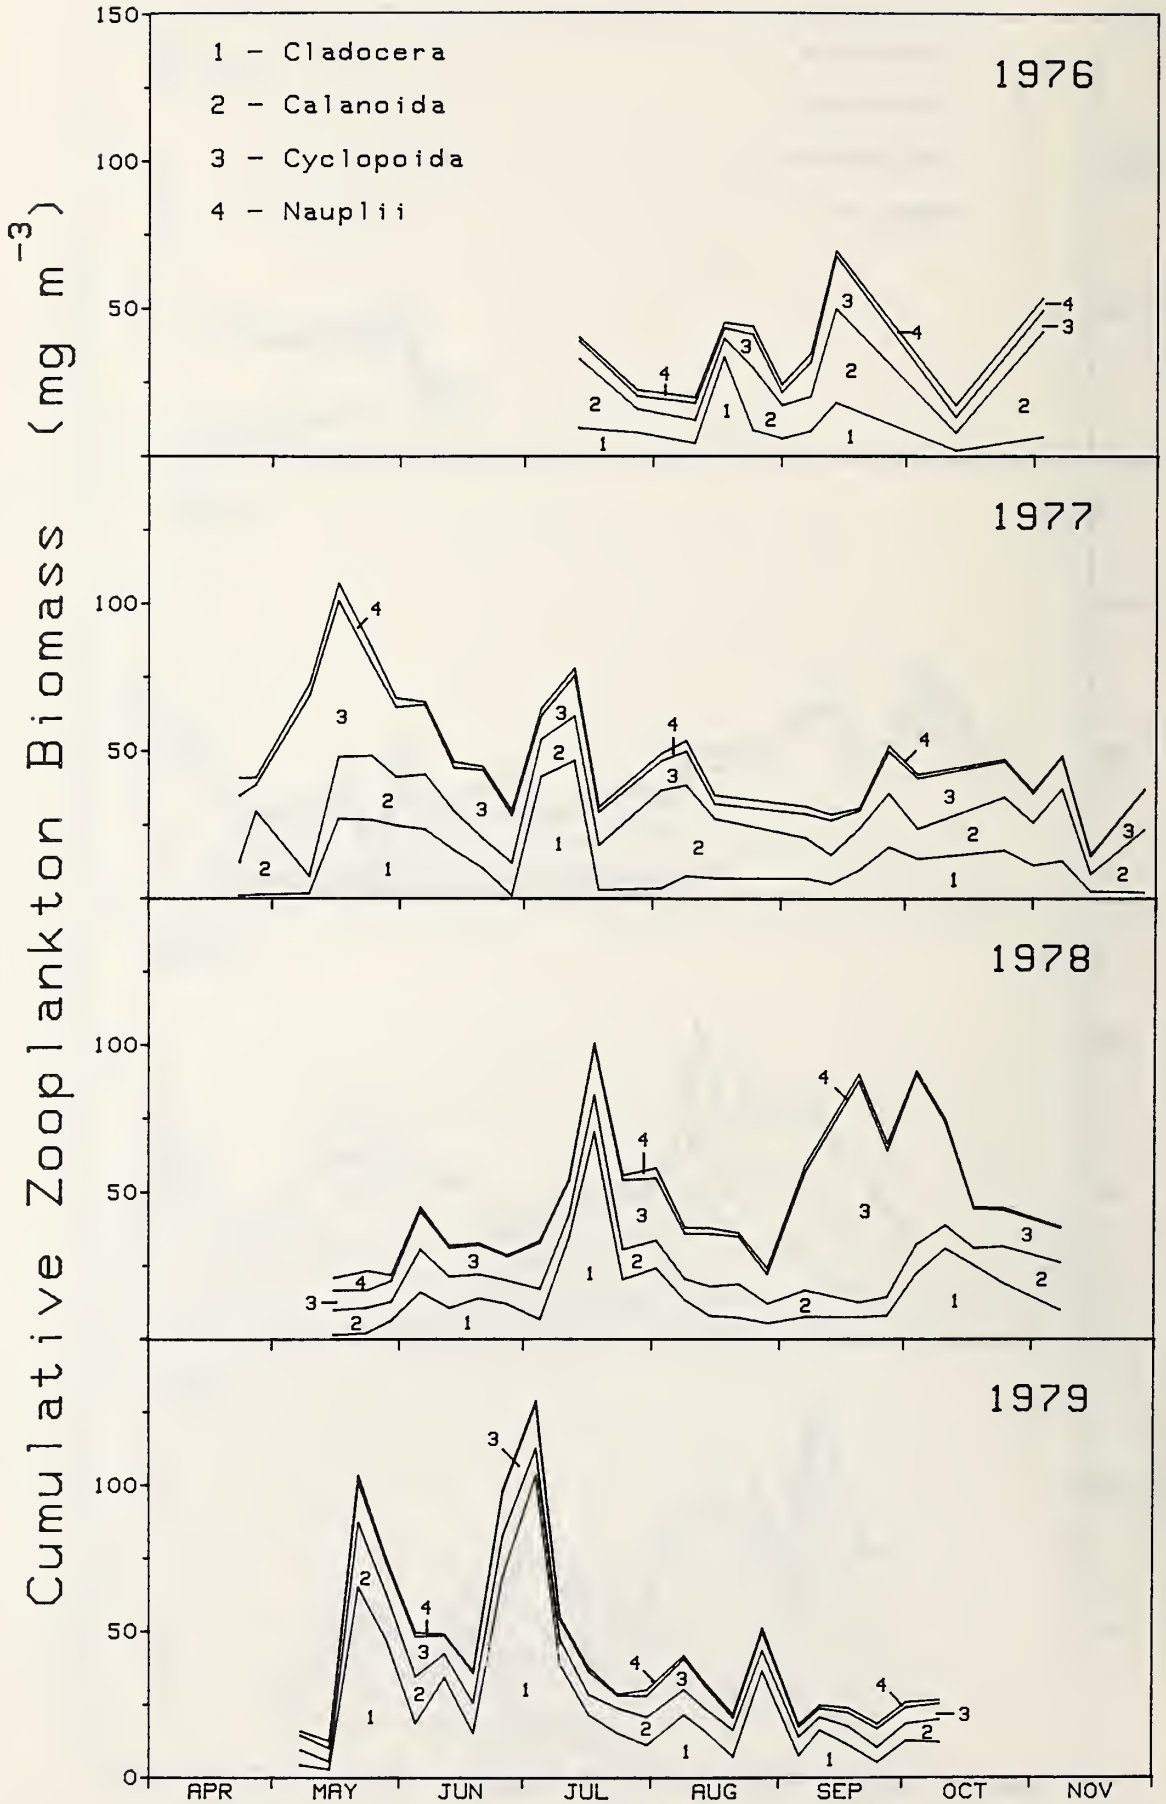 Cumulative Zooplankton Biomass (mg m⁻³)
150
100
50
1 - Cladocera
2 - Calanoida
3 - Cyclopoida
4 - Nauplii
1976
2 1 4 1 3 2 3 2 1 4 4 3 2
1977
100
50
2 4 3 2 1 3 3 2 1 4 3 2 4 3 2 1 3 2
1978
100
50
4 3 2 3 1 1 4 3 2 4 3 2 1 3 2
1979
100
50
0
2 1 4 3 2 3 1 4 3 2 1 1 4 3 2
APR MAY JUN JUL AUG SEP OCT NOV